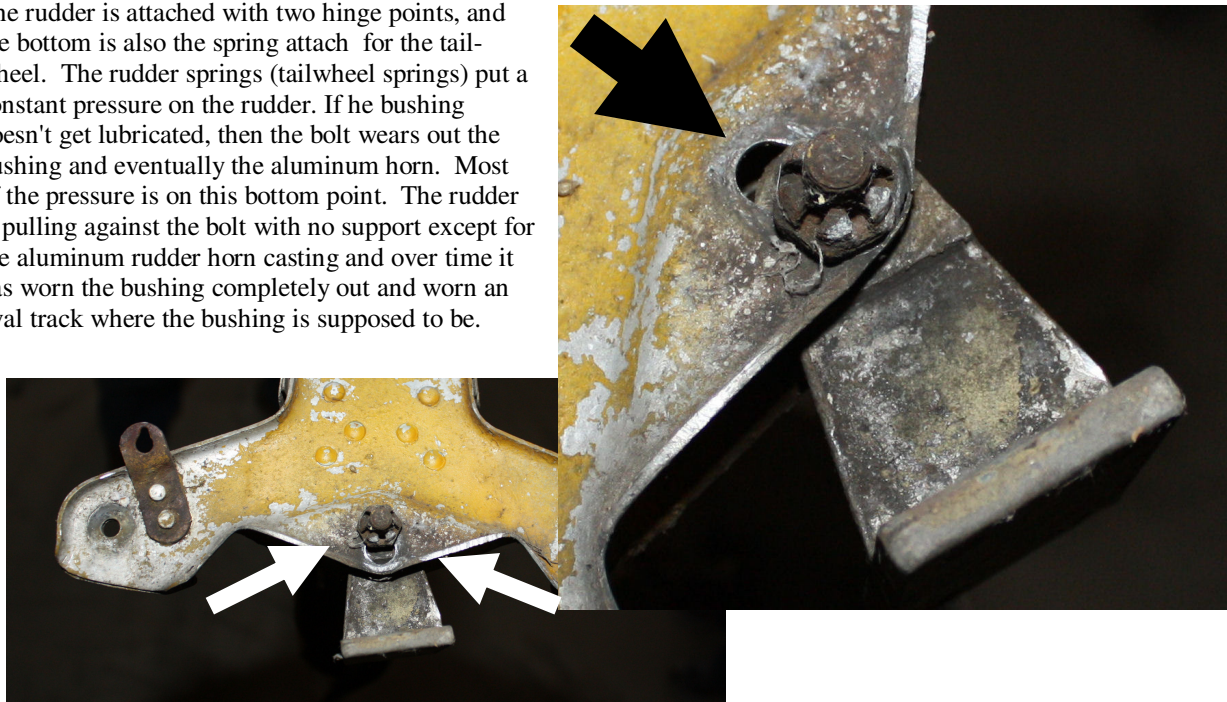 he rudder is attached with two hinge points, and
e bottom is also the spring attach for the tail-
heel. The rudder springs (tailwheel springs) put a
onstant pressure on the rudder. If he bushing
oesn't get lubricated, then the bolt wears out the
ushing and eventually the aluminum horn. Most
f the pressure is on this bottom point. The rudder
pulling against the bolt with no support except for
e aluminum rudder horn casting and over time it
as worn the bushing completely out and worn an
val track where the bushing is supposed to be.